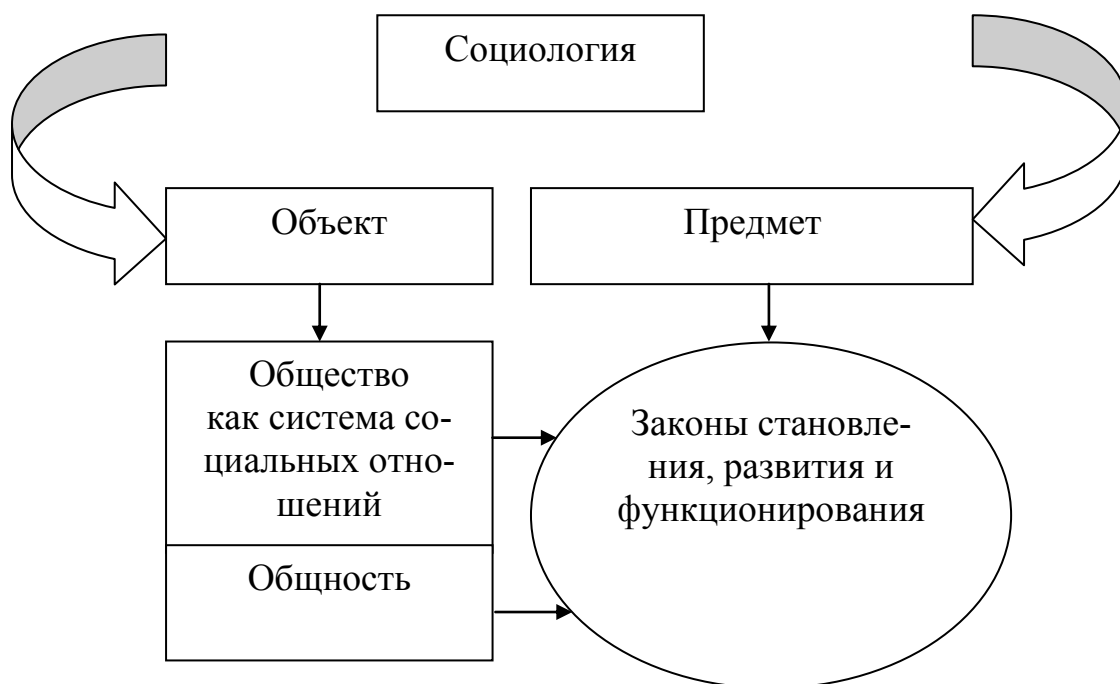 Социология
Объект
Предмет
Общество
как система со-
циальных отно-
шений
Законы становле-
ния, развития и
функционирования
Общность